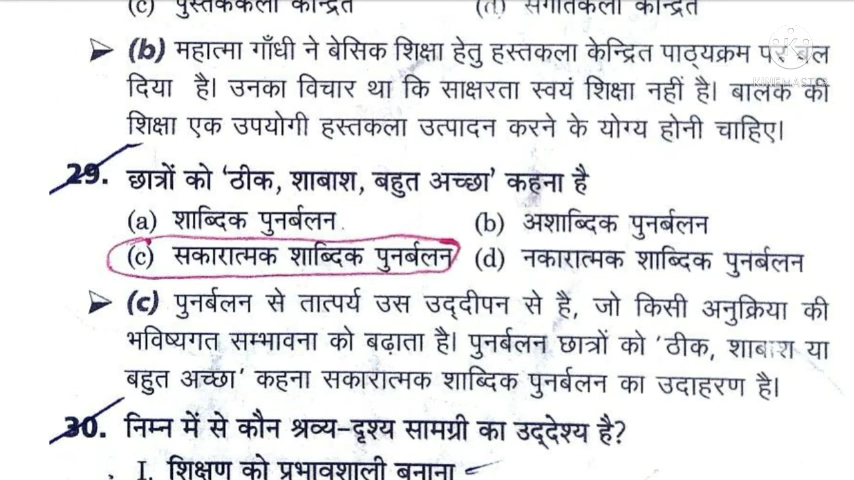 (c) पुस्तककला केन्द्रित (d) संगीतकला केन्द्रित
(b) महात्मा गाँधी ने बेसिक शिक्षा हेतु हस्तकला केन्द्रित पाठ्यक्रम पर बल
दिया है। उनका विचार था कि साक्षरता स्वयं शिक्षा नहीं है। बालक की
शिक्षा एक उपयोगी हस्तकला उत्पादन करने के योग्य होनी चाहिए।
KINEMASTER
29. छात्रों को 'ठीक, शाबाश, बहुत अच्छा' कहना है
(a) शाब्दिक पुनर्बलन (b) अशाब्दिक पुनर्बलन
(c) सकारात्मक शाब्दिक पुनर्बलन (d) नकारात्मक शाब्दिक पुनर्बलन
(c) पुनर्बलन से तात्पर्य उस उद्दीपन से है, जो किसी अनुक्रिया की
भविष्यगत सम्भावना को बढ़ाता है। पुनर्बलन छात्रों को 'ठीक, शाबाश या
बहुत अच्छा' कहना सकारात्मक शाब्दिक पुनर्बलन का उदाहरण है।
30. निम्न में से कौन श्रव्य-दृश्य सामग्री का उद्देश्य है?
I. शिक्षण को प्रभावशाली बनाना